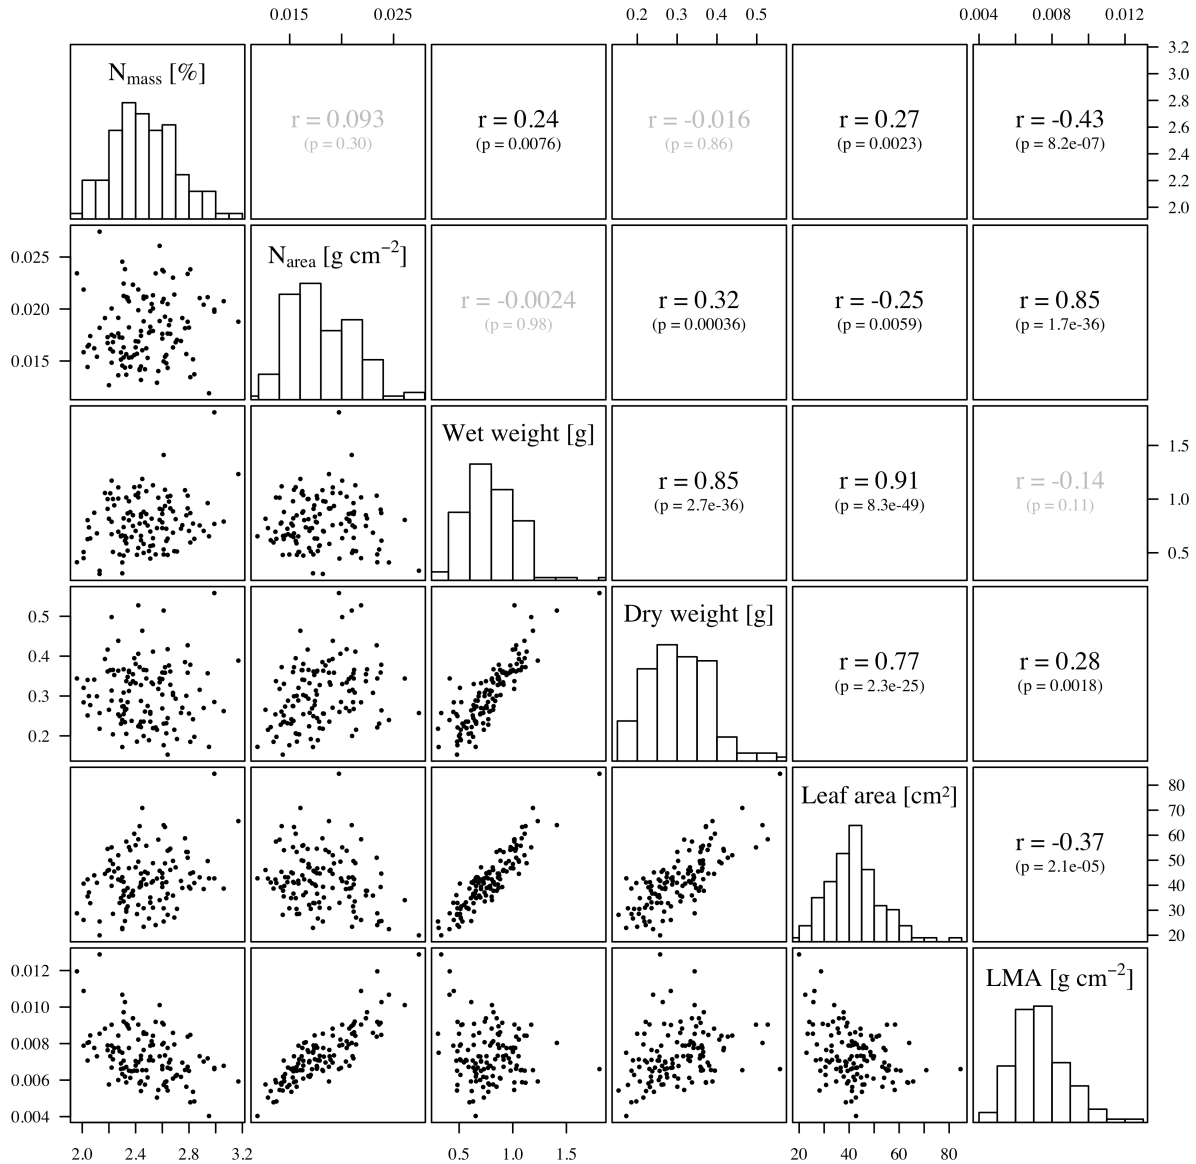 0.015 0.025 0.2 0.3 0.4 0.5 0.004 0.008 0.012
N_mass [%]
r = 0.093
(p = 0.30)
r = 0.24
(p = 0.0076)
r = -0.016
(p = 0.86)
r = 0.27
(p = 0.0023)
r = -0.43
(p = 8.2e-07)
3.2
3.0
2.8
2.6
2.4
2.2
2.0
0.025
0.020
0.015
N_area [g cm⁻²]
r = -0.0024
(p = 0.98)
r = 0.32
(p = 0.00036)
r = -0.25
(p = 0.0059)
r = 0.85
(p = 1.7e-36)
Wet weight [g]
r = 0.85
(p = 2.7e-36)
r = 0.91
(p = 8.3e-49)
r = -0.14
(p = 0.11)
1.5
1.0
0.5
0.5
0.4
0.3
0.2
Dry weight [g]
r = 0.77
(p = 2.3e-25)
r = 0.28
(p = 0.0018)
Leaf area [cm²]
r = -0.37
(p = 2.1e-05)
80
70
60
50
40
30
20
0.012
0.010
0.008
0.006
0.004
LMA [g cm⁻²]
2.0 2.4 2.8 3.2 0.5 1.0 1.5 20 40 60 80